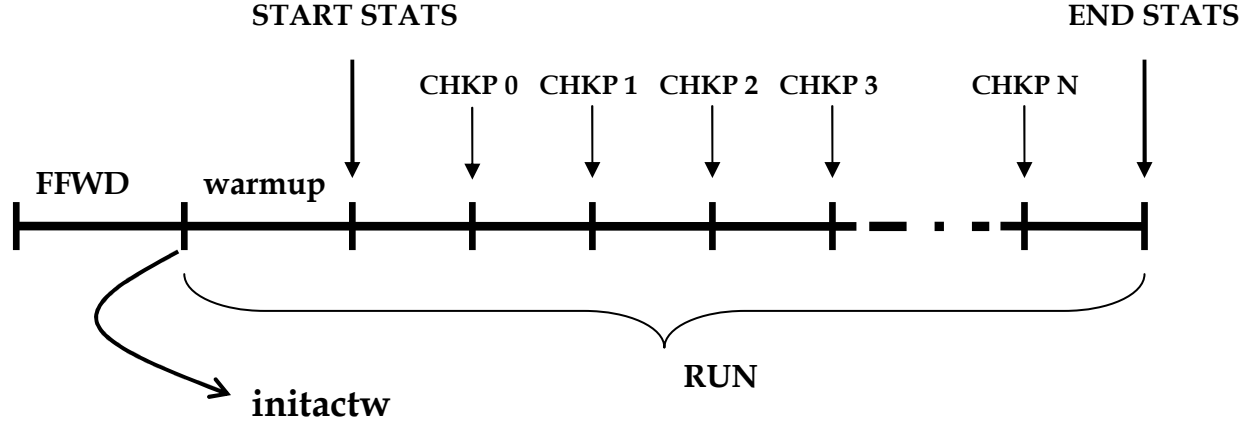 START STATS
END STATS
CHKP 0
CHKP 1
CHKP 2
CHKP 3
CHKP N
FFWD
warmup
RUN
initactw